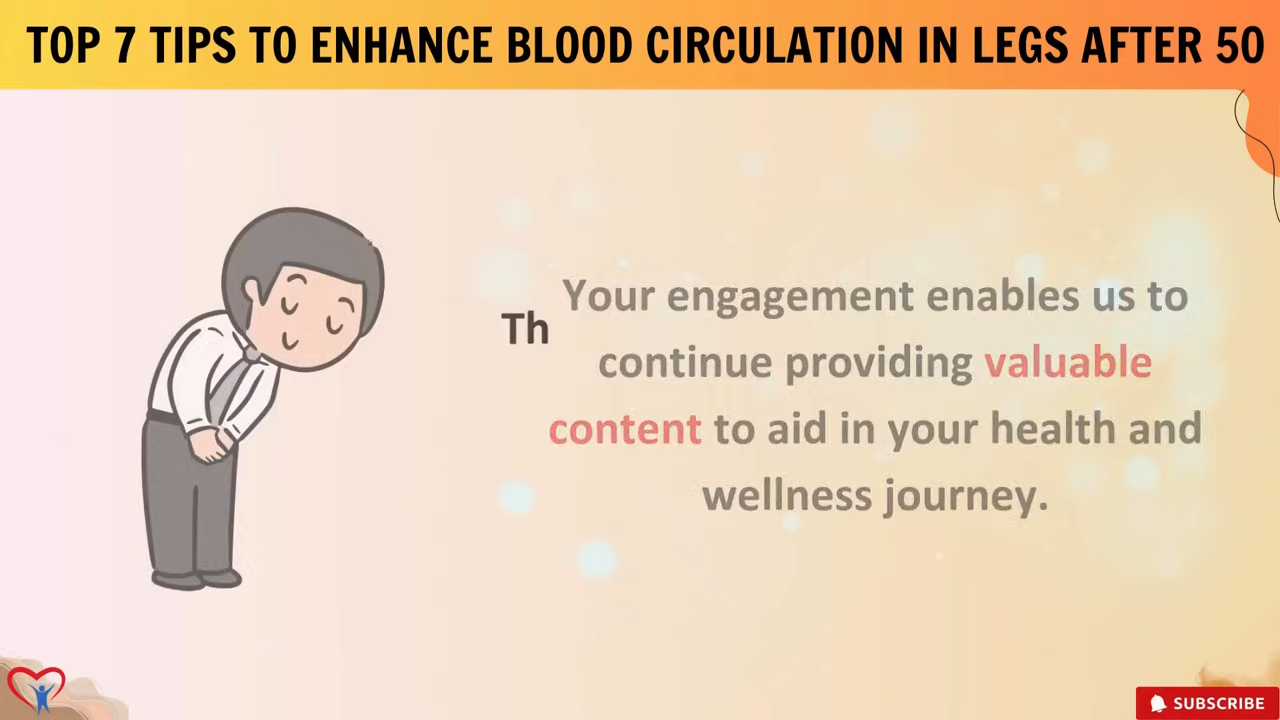 TOP 7 TIPS TO ENHANCE BLOOD CIRCULATION IN LEGS AFTER 50
Your engagement enables us to
Th
continue providing valuable
content to aid in your health and
wellness journey.
SUBSCRIBE